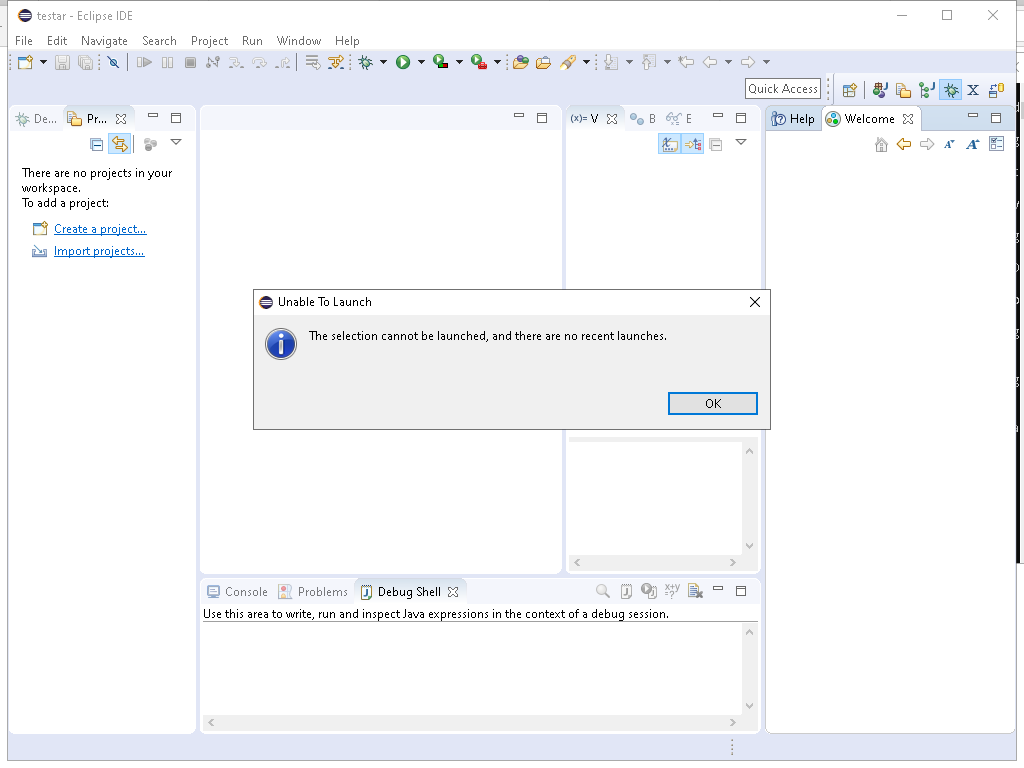 testar - Eclipse IDE
File Edit Navigate Search Project Run Window Help
Quick Access
De...
Pr...
(x)= V
B
E
Help
Welcome
There are no projects in your
workspace.
To add a project:
Create a project...
Import projects...
Unable To Launch
The selection cannot be launched, and there are no recent launches.
OK
Console
Problems
Debug Shell
Use this area to write, run and inspect Java expressions in the context of a debug session.